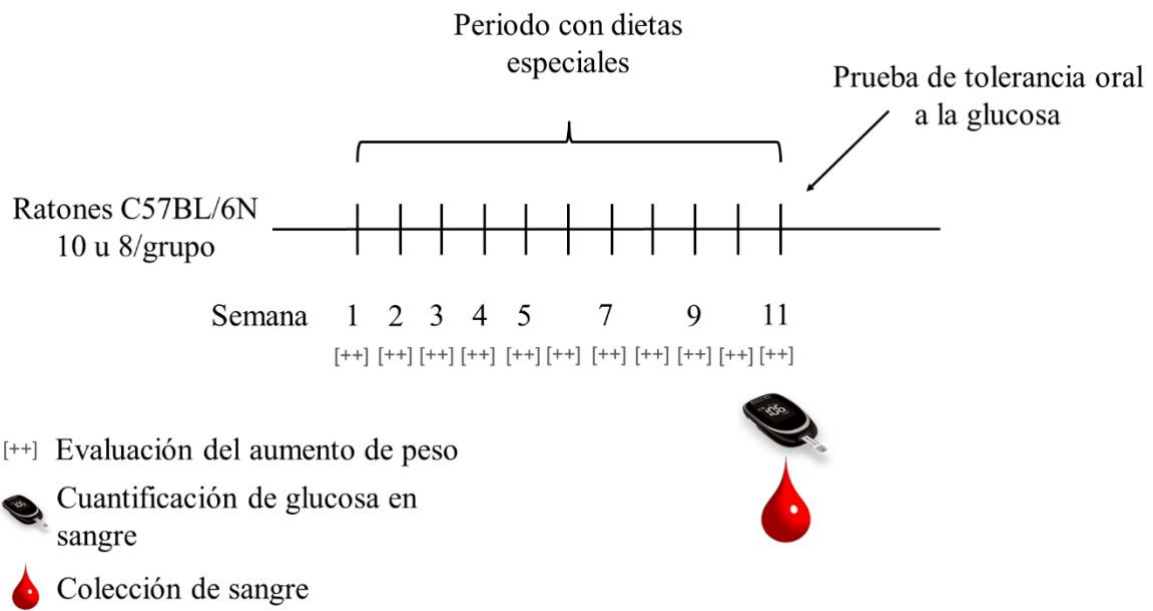 Periodo con dietas
especiales
Prueba de tolerancia oral
a la glucosa
Ratones C57BL/6N
10 u 8/grupo
Semana 1 2 3 4 5 7 9 11
[++] [++] [++] [++] [++] [++] [++] [++] [++] [++] [++]
106
[++] Evaluación del aumento de peso
Cuantificación de glucosa en
sangre
Colección de sangre